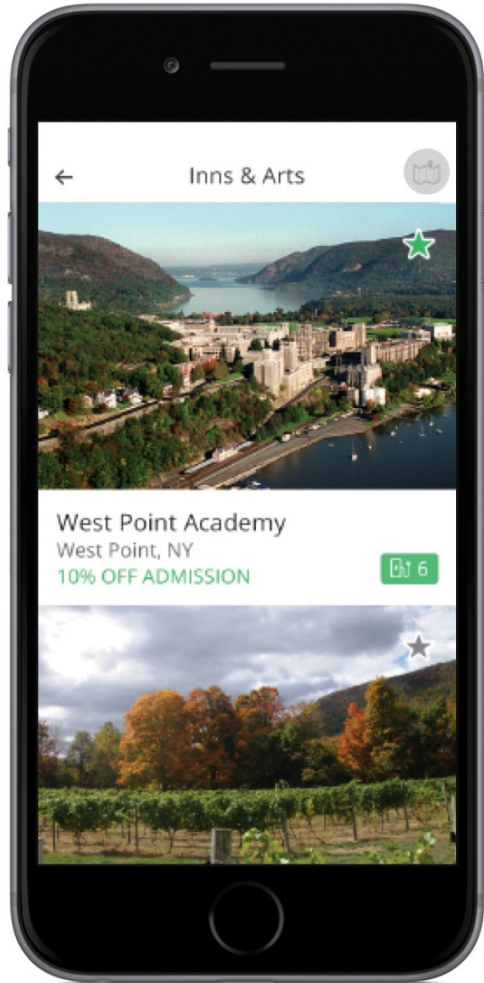 Inns & Arts
West Point Academy
West Point, NY
10% OFF ADMISSION
6